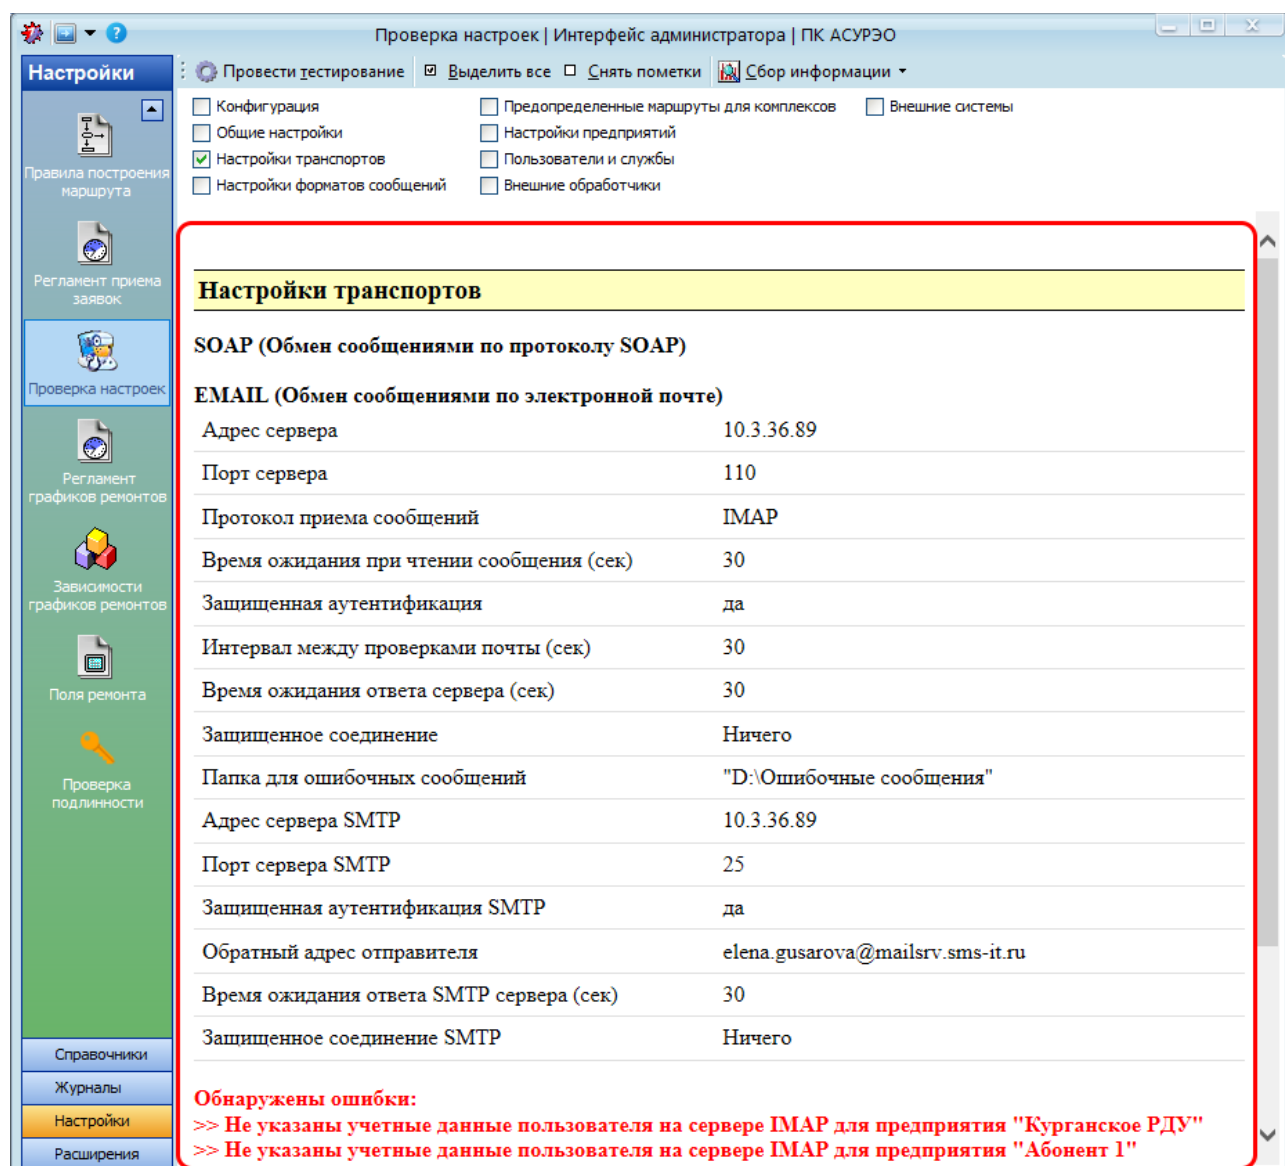 Проверка настроек | Интерфейс администратора | ПК АСУРЭО
Настройки
Провести тестирование
Выделить все
Снять пометки
Сбор информации
Конфигурация
Общие настройки
Настройки транспортов
Настройки форматов сообщений
Предопределенные маршруты для комплексов
Настройки предприятий
Пользователи и службы
Внешние обработчики
Внешние системы
Правила построения
маршрута
Регламент приема
заявок
Проверка настроек
Регламент
графиков ремонтов
Зависимости
графиков ремонтов
Поля ремонта
Проверка
подлинности
Справочники
Журналы
Настройки
Расширения
Настройки транспортов
SOAP (Обмен сообщениями по протоколу SOAP)
EMAIL (Обмен сообщениями по электронной почте)
Адрес сервера 10.3.36.89
Порт сервера 110
Протокол приема сообщений IMAP
Время ожидания при чтении сообщения (сек) 30
Защищенная аутентификация да
Интервал между проверками почты (сек) 30
Время ожидания ответа сервера (сек) 30
Защищенное соединение Ничего
Папка для ошибочных сообщений "D:\Ошибочные сообщения"
Адрес сервера SMTP 10.3.36.89
Порт сервера SMTP 25
Защищенная аутентификация SMTP да
Обратный адрес отправителя elena.gusarova@mailsrv.sms-it.ru
Время ожидания ответа SMTP сервера (сек) 30
Защищенное соединение SMTP Ничего
Обнаружены ошибки:
>> Не указаны учетные данные пользователя на сервере IMAP для предприятия "Курганское РДУ"
>> Не указаны учетные данные пользователя на сервере IMAP для предприятия "Абонент 1"